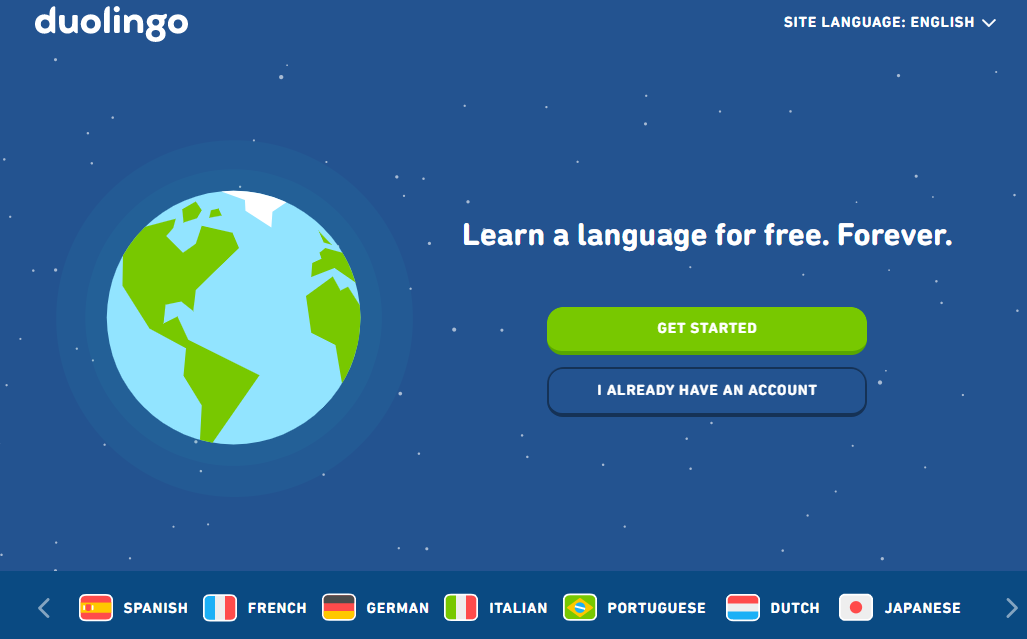 duolingo
SITE LANGUAGE: ENGLISH
Learn a language for free. Forever.
GET STARTED
I ALREADY HAVE AN ACCOUNT
SPANISH FRENCH GERMAN ITALIAN PORTUGUESE DUTCH JAPANESE